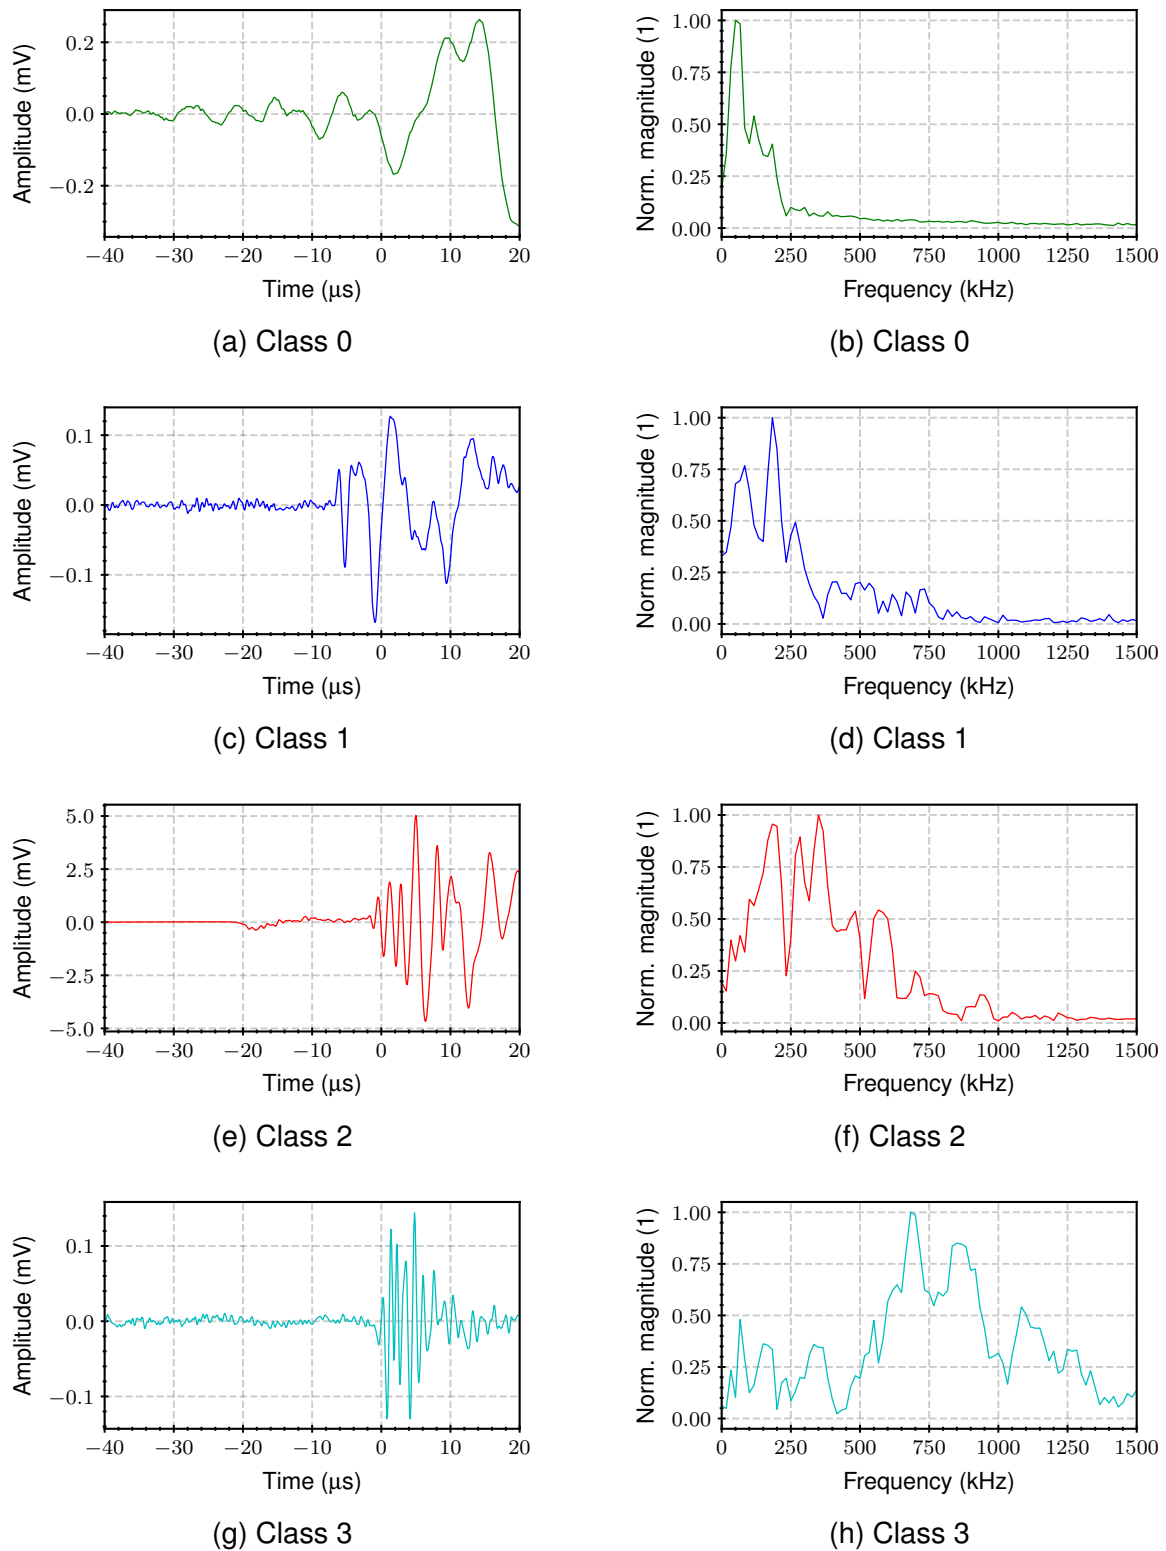 Amplitude (mV)
0.2
0.0
−0.2
−40 −30 −20 −10 0 10 20
Time (µs)
(a) Class 0
Norm. magnitude (1)
1.00
0.75
0.50
0.25
0.00
0 250 500 750 1000 1250 1500
Frequency (kHz)
(b) Class 0
Amplitude (mV)
0.1
0.0
−0.1
−40 −30 −20 −10 0 10 20
Time (µs)
(c) Class 1
Norm. magnitude (1)
1.00
0.75
0.50
0.25
0.00
0 250 500 750 1000 1250 1500
Frequency (kHz)
(d) Class 1
Amplitude (mV)
5.0
2.5
0.0
−2.5
−5.0
−40 −30 −20 −10 0 10 20
Time (µs)
(e) Class 2
Norm. magnitude (1)
1.00
0.75
0.50
0.25
0.00
0 250 500 750 1000 1250 1500
Frequency (kHz)
(f) Class 2
Amplitude (mV)
0.1
0.0
−0.1
−40 −30 −20 −10 0 10 20
Time (µs)
(g) Class 3
Norm. magnitude (1)
1.00
0.75
0.50
0.25
0.00
0 250 500 750 1000 1250 1500
Frequency (kHz)
(h) Class 3